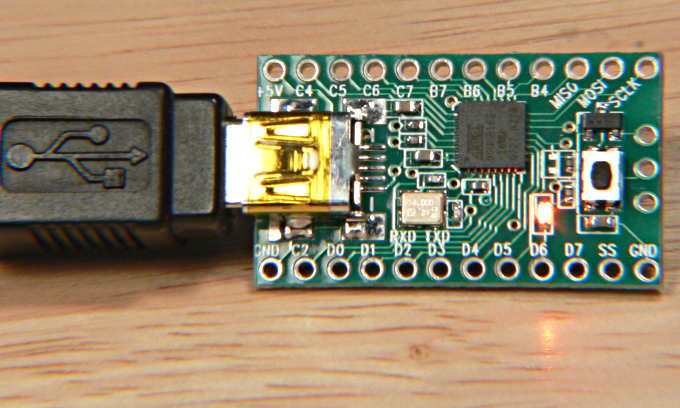 +5V C4 C5 C6 C7 B7 B6 B5 B4 MISO MOSI SCLK
RXD TXD
GND C2 D0 D1 D2 D3 D4 D5 D6 D7 SS GND